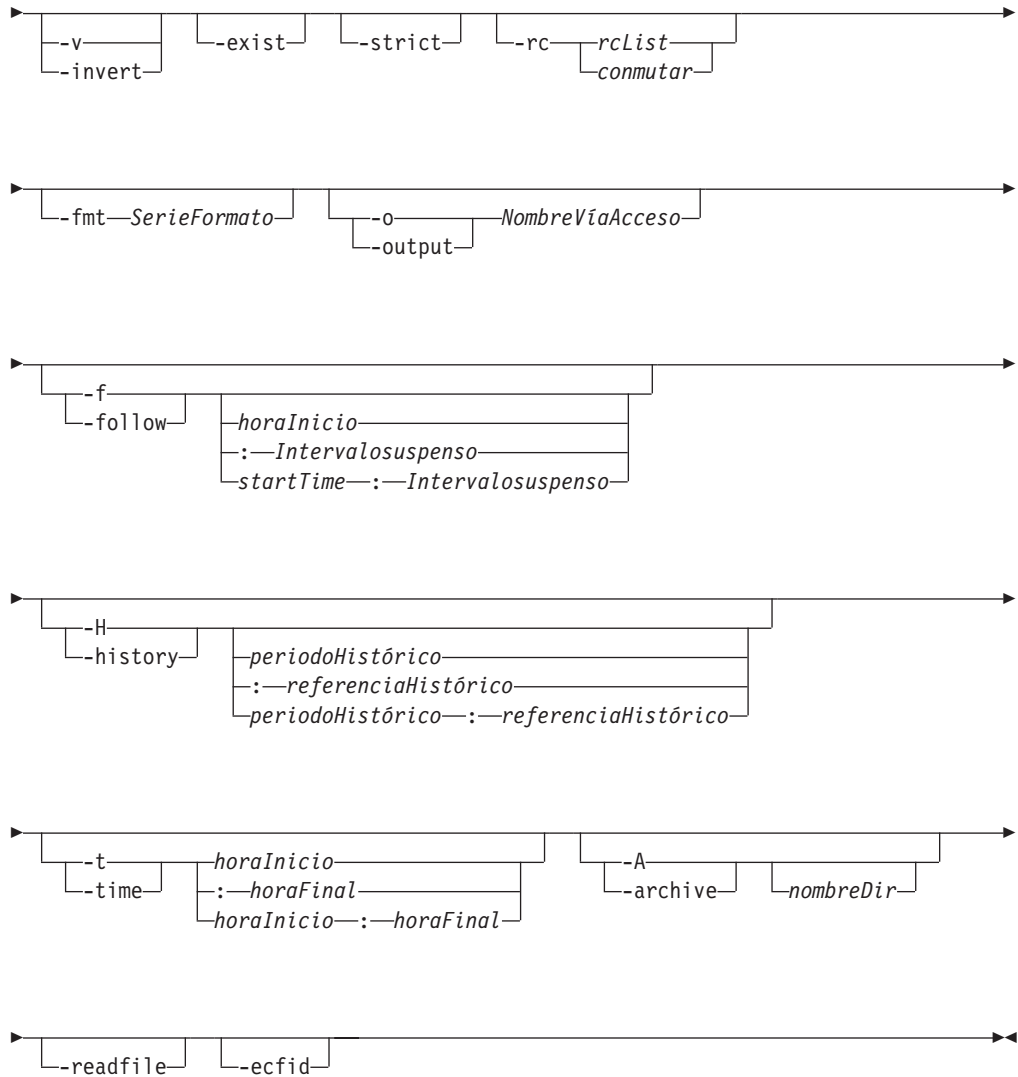 -v -exist -strict -rc rcList
-invert conmutar
-fmt SerieFormato -o NombreVíaAcceso
-output
-f
-follow horaInicio
: Intervalosuspenso
startTime : Intervalosuspenso
-H
-history periodoHistórico
: referenciaHistórico
periodoHistórico : referenciaHistórico
-t horaInicio -A
-time : horaFinal -archive nombreDir
horaInicio : horaFinal
-readfile -ecfid